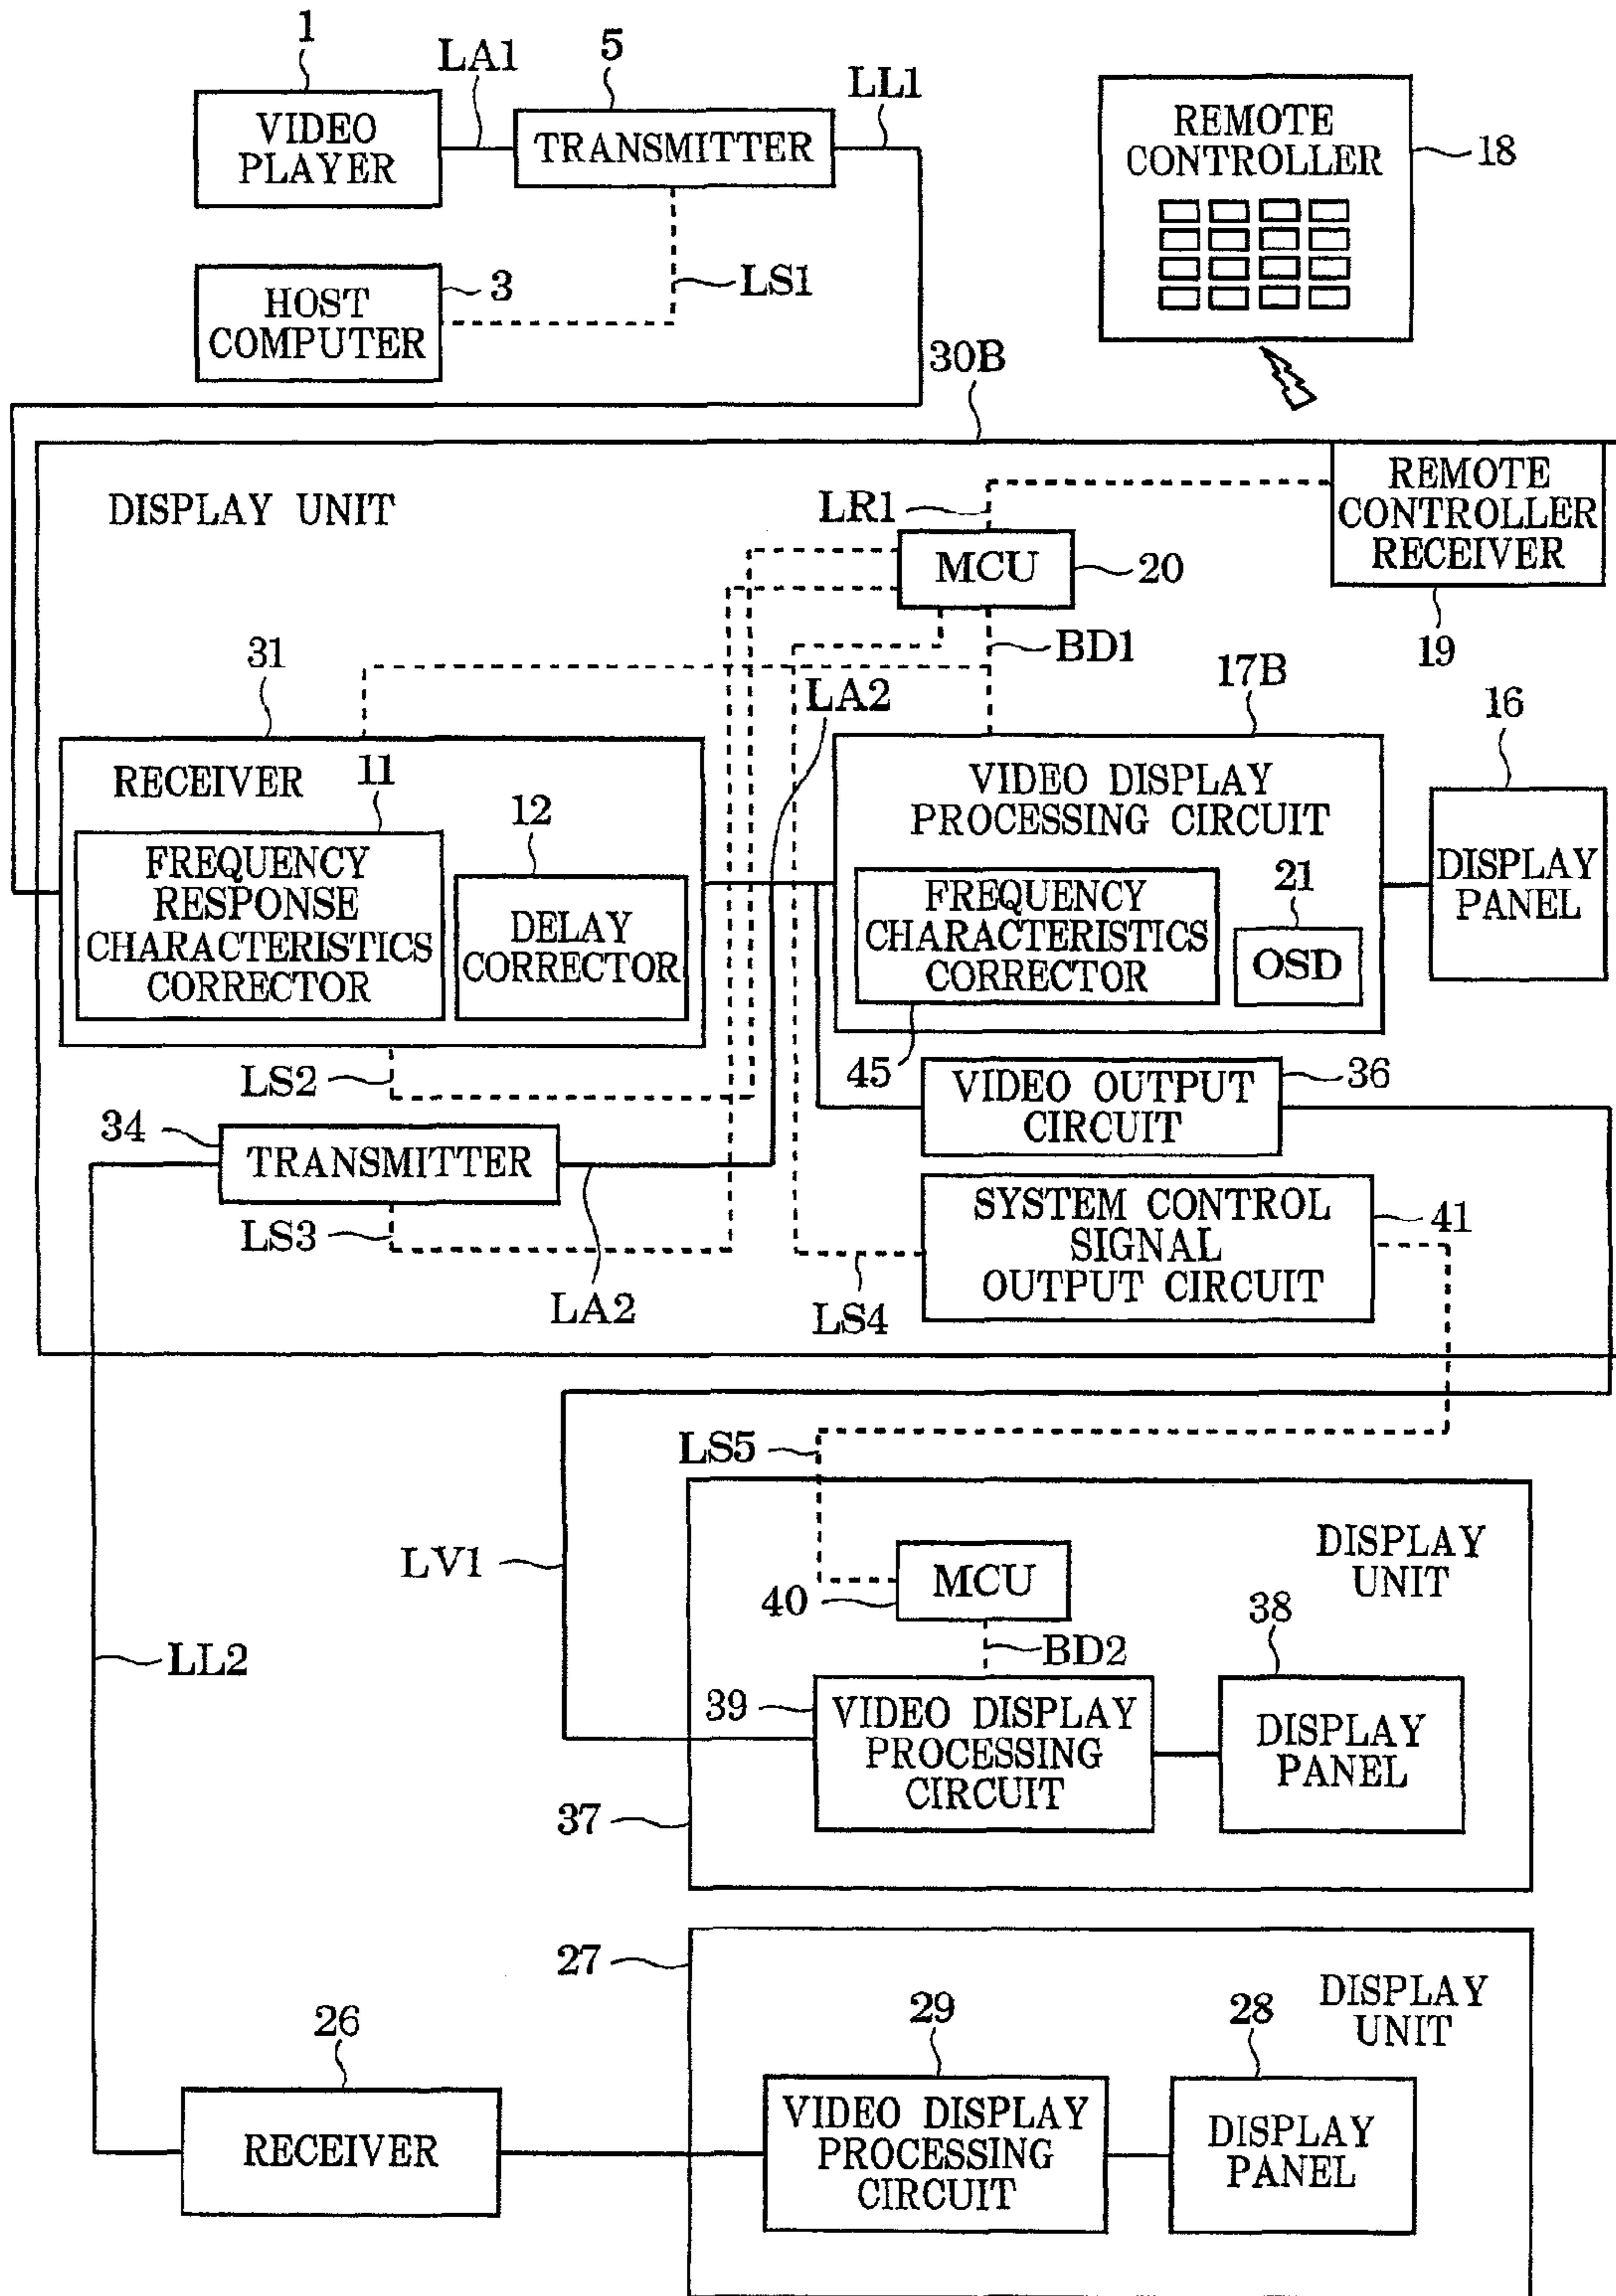 1
LA1
5
LL1
VIDEO
PLAYER
TRANSMITTER
REMOTE
CONTROLLER
18
HOST
COMPUTER
3
LS1
30B
DISPLAY UNIT
LR1
MCU
20
REMOTE
CONTROLLER
RECEIVER
19
BD1
31
LA2
17B
16
RECEIVER
11
12
FREQUENCY
RESPONSE
CHARACTERISTICS
CORRECTOR
DELAY
CORRECTOR
VIDEO DISPLAY
PROCESSING CIRCUIT
FREQUENCY
CHARACTERISTICS
CORRECTOR
21
OSD
DISPLAY
PANEL
LS2
45
VIDEO OUTPUT
CIRCUIT
36
34
TRANSMITTER
LS3
LA2
LS4
SYSTEM CONTROL
SIGNAL
OUTPUT CIRCUIT
41
LS5
LV1
DISPLAY
UNIT
MCU
40
BD2
38
LL2
39
VIDEO DISPLAY
PROCESSING
CIRCUIT
DISPLAY
PANEL
37
27
DISPLAY
UNIT
26
29
28
RECEIVER
VIDEO DISPLAY
PROCESSING
CIRCUIT
DISPLAY
PANEL